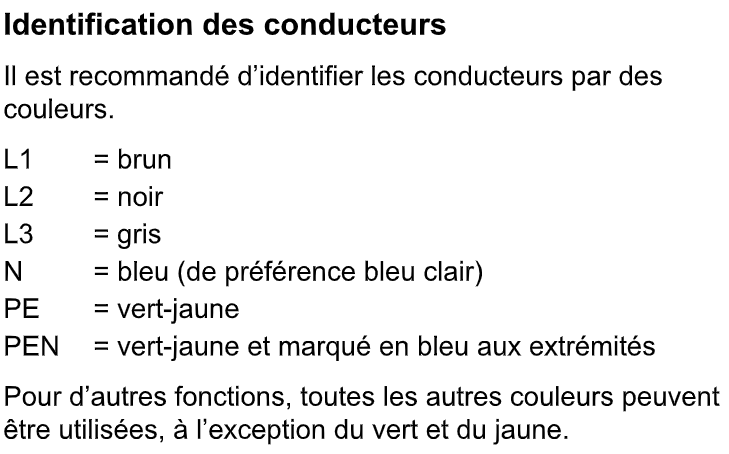 Identification des conducteurs
Il est recommandé d’identifier les conducteurs par des
couleurs.
L1 = brun
L2 = noir
L3 = gris
N = bleu (de préférence bleu clair)
PE = vert-jaune
PEN = vert-jaune et marqué en bleu aux extrémités
Pour d’autres fonctions, toutes les autres couleurs peuvent
être utilisées, à l’exception du vert et du jaune.